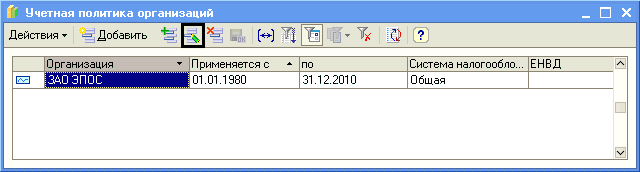 Учетная политика организаций
Действия Добавить
Организация Применяется с по Система налогообло... ЕНВД
ЗАО ЭПОС 01.01.1980 31.12.2010 Общая